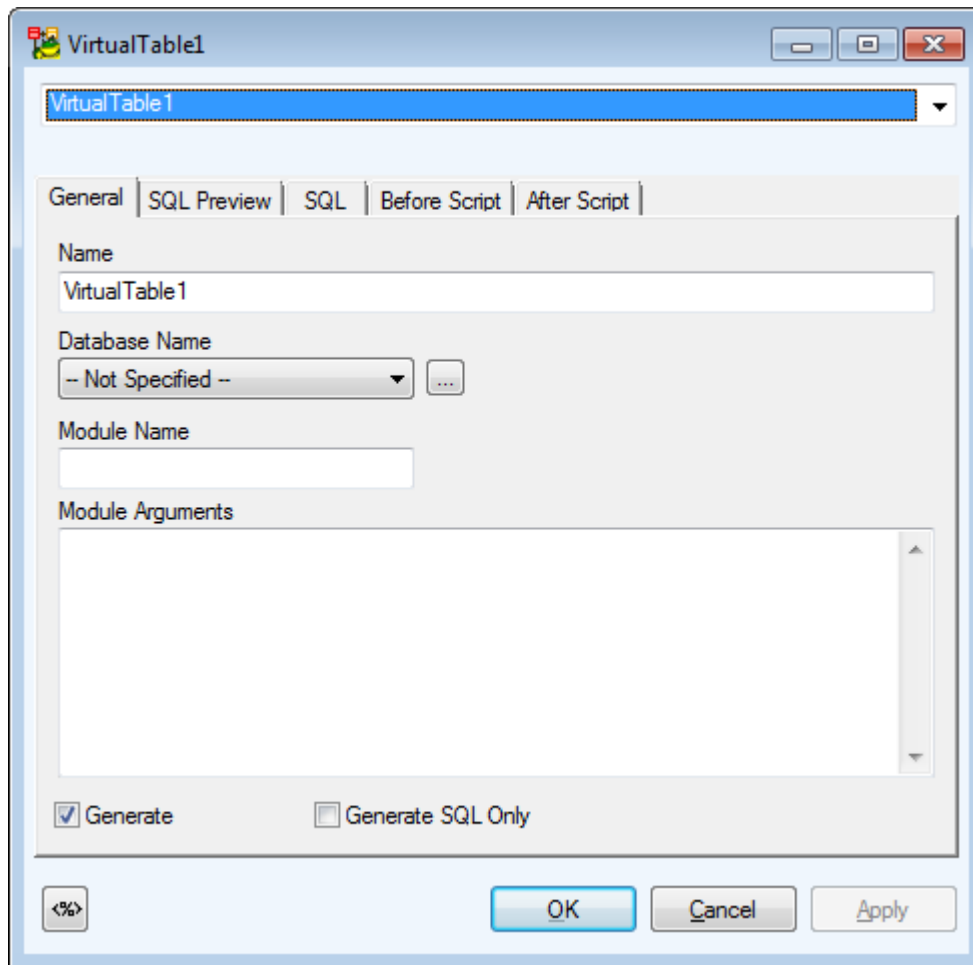 VirtualTable1
VirtualTable1
General SQL Preview SQL Before Script After Script
Name
VirtualTable1
Database Name
-- Not Specified -- ...
Module Name
Module Arguments
Generate Generate SQL Only
<%> OK Cancel Apply